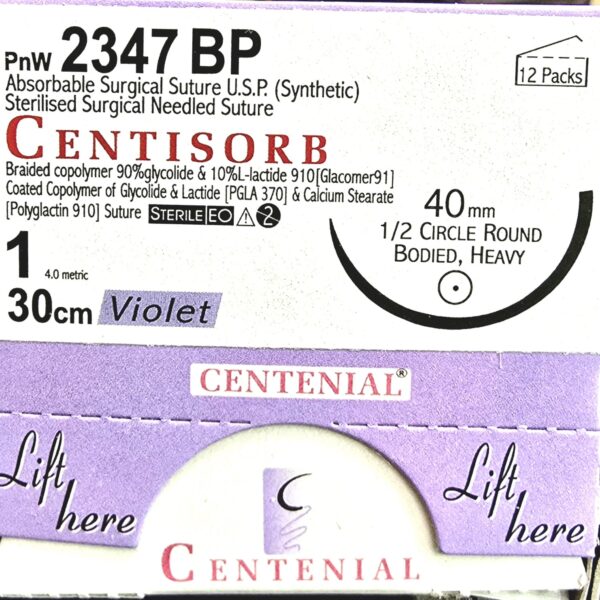 PnW 2347 BP
12 Packs
Absorbable Surgical Suture U.S.P. (Synthetic)
Sterilised Surgical Needled Suture
CENTISORB
Braided copolymer 90%glycolide & 10%L-lactide 910[Glacomer91]
Coated Copolymer of Glycolide & Lactide [PGLA 370] & Calcium Stearate
[Polyglactin 910] Suture STERILE EO ⚠ 2
40 mm
1/2 CIRCLE ROUND
BODIED, HEAVY
1 4.0 metric
30cm Violet
CENTENIAL®
Lift
here
Lift
here
CENTENIAL